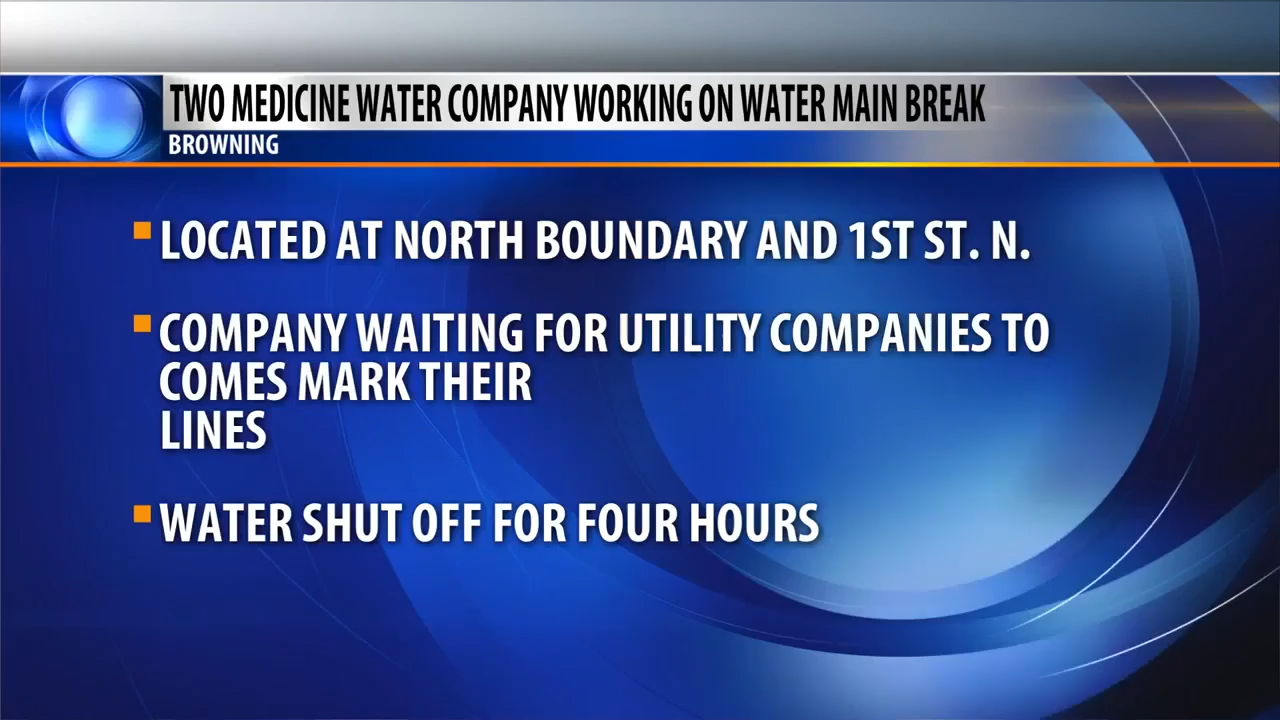 TWO MEDICINE WATER COMPANY WORKING ON WATER MAIN BREAK
BROWNING
LOCATED AT NORTH BOUNDARY AND 1ST ST. N.
COMPANY WAITING FOR UTILITY COMPANIES TO
COMES MARK THEIR
LINES
WATER SHUT OFF FOR FOUR HOURS